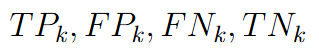 TP_k, FP_k, FN_k, TN_k